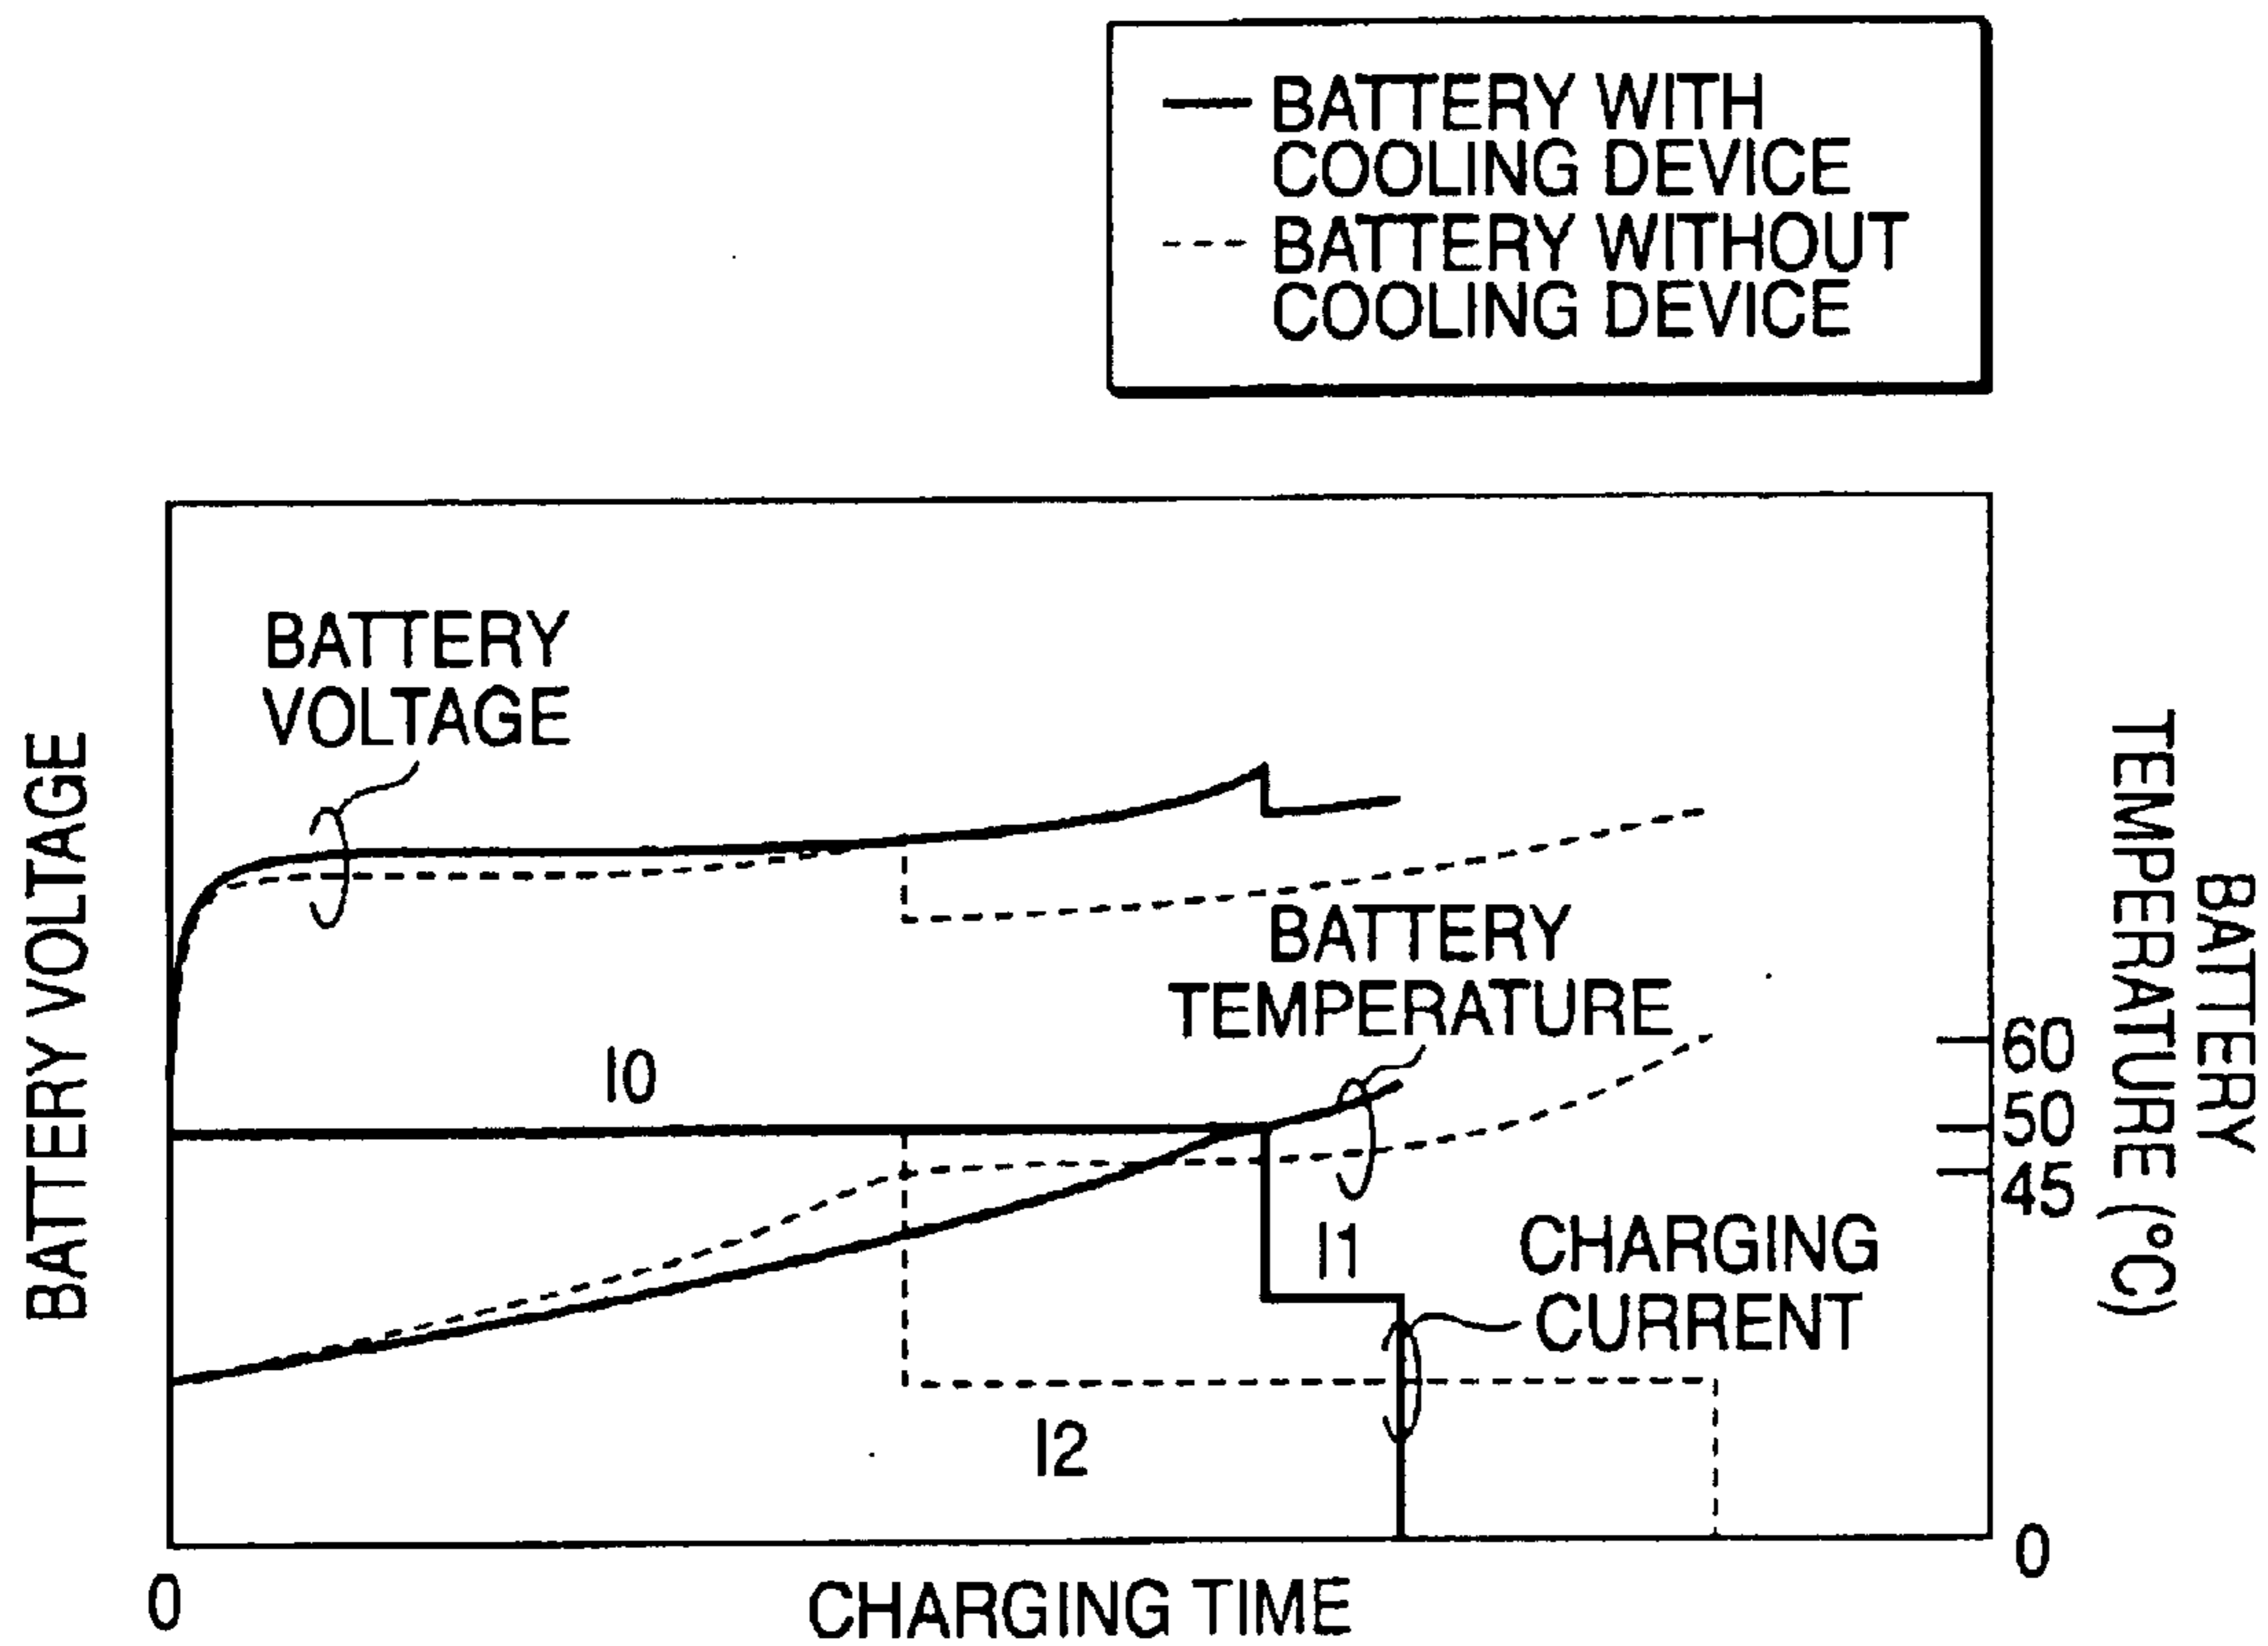 BATTERY WITH
COOLING DEVICE
BATTERY WITHOUT
COOLING DEVICE
BATTERY
VOLTAGE
BATTERY VOLTAGE
I0
BATTERY
TEMPERATURE
60
50
45
BATTERY
TEMPERATURE (°C)
I1
CHARGING
CURRENT
I2
0
0
CHARGING TIME